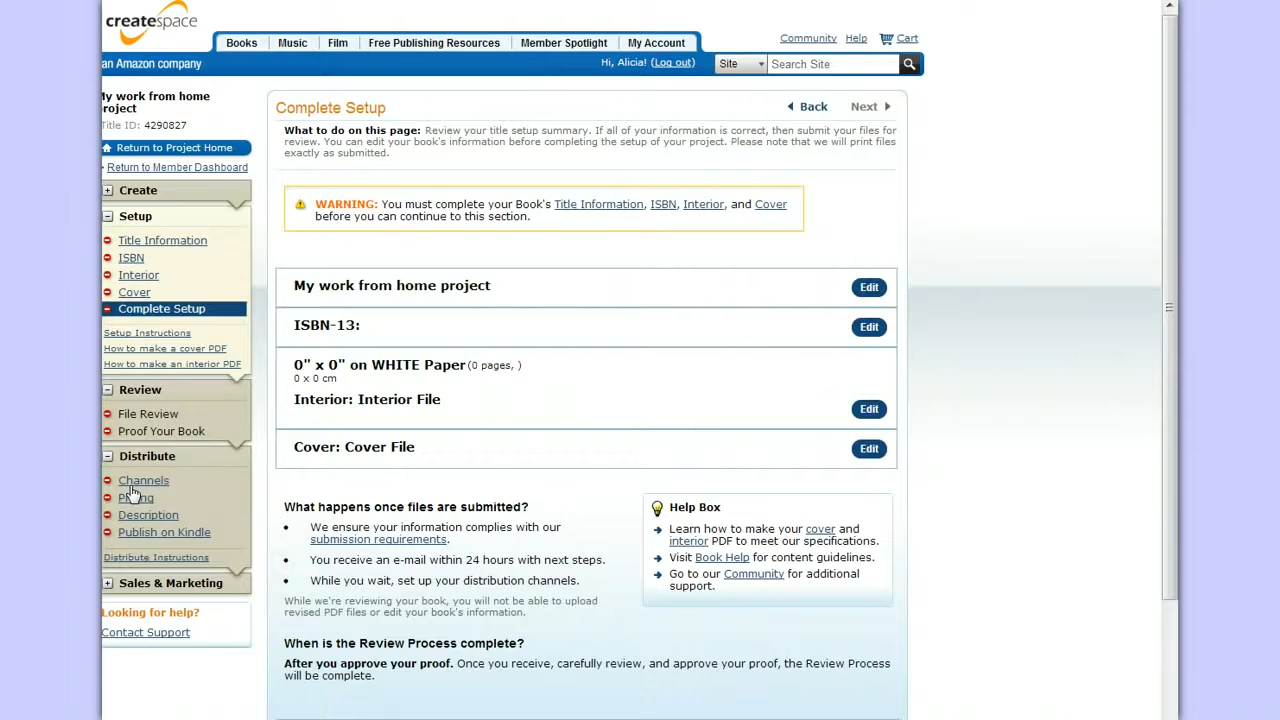 createspace
Books
Music
Film
Free Publishing Resources
Member Spotlight
My Account
Community
Help
Cart
an Amazon company
Hi, Alicia! (Log out)
Site
Search Site
My work from home
project
Title ID: 4290827
Return to Project Home
Return to Member Dashboard
Create
Setup
Title Information
ISBN
Interior
Cover
Complete Setup
Setup Instructions
How to make a cover PDF
How to make an interior PDF
Review
File Review
Proof Your Book
Distribute
Channels
Description
Publish on Kindle
Distribute Instructions
Sales & Marketing
Looking for help?
Contact Support
Complete Setup
Back
Next
What to do on this page: Review your title setup summary. If all of your information is correct, then submit your files for
review. You can edit your book's information before completing the setup of your project. Please note that we will print files
exactly as submitted.
WARNING: You must complete your Book's Title Information, ISBN, Interior, and Cover
before you can continue to this section.
My work from home project
Edit
ISBN-13:
Edit
0" x 0" on WHITE Paper (0 pages, )
0 x 0 cm
Interior: Interior File
Edit
Cover: Cover File
Edit
What happens once files are submitted?
• We ensure your information complies with our
submission requirements.
• You receive an e-mail within 24 hours with next steps.
• While you wait, set up your distribution channels.
While we're reviewing your book, you will not be able to upload
revised PDF files or edit your book's information.
Help Box
Learn how to make your cover and
interior PDF to meet our specifications.
Visit Book Help for content guidelines.
Go to our Community for additional
support.
When is the Review Process complete?
After you approve your proof. Once you receive, carefully review, and approve your proof, the Review Process
will be complete.